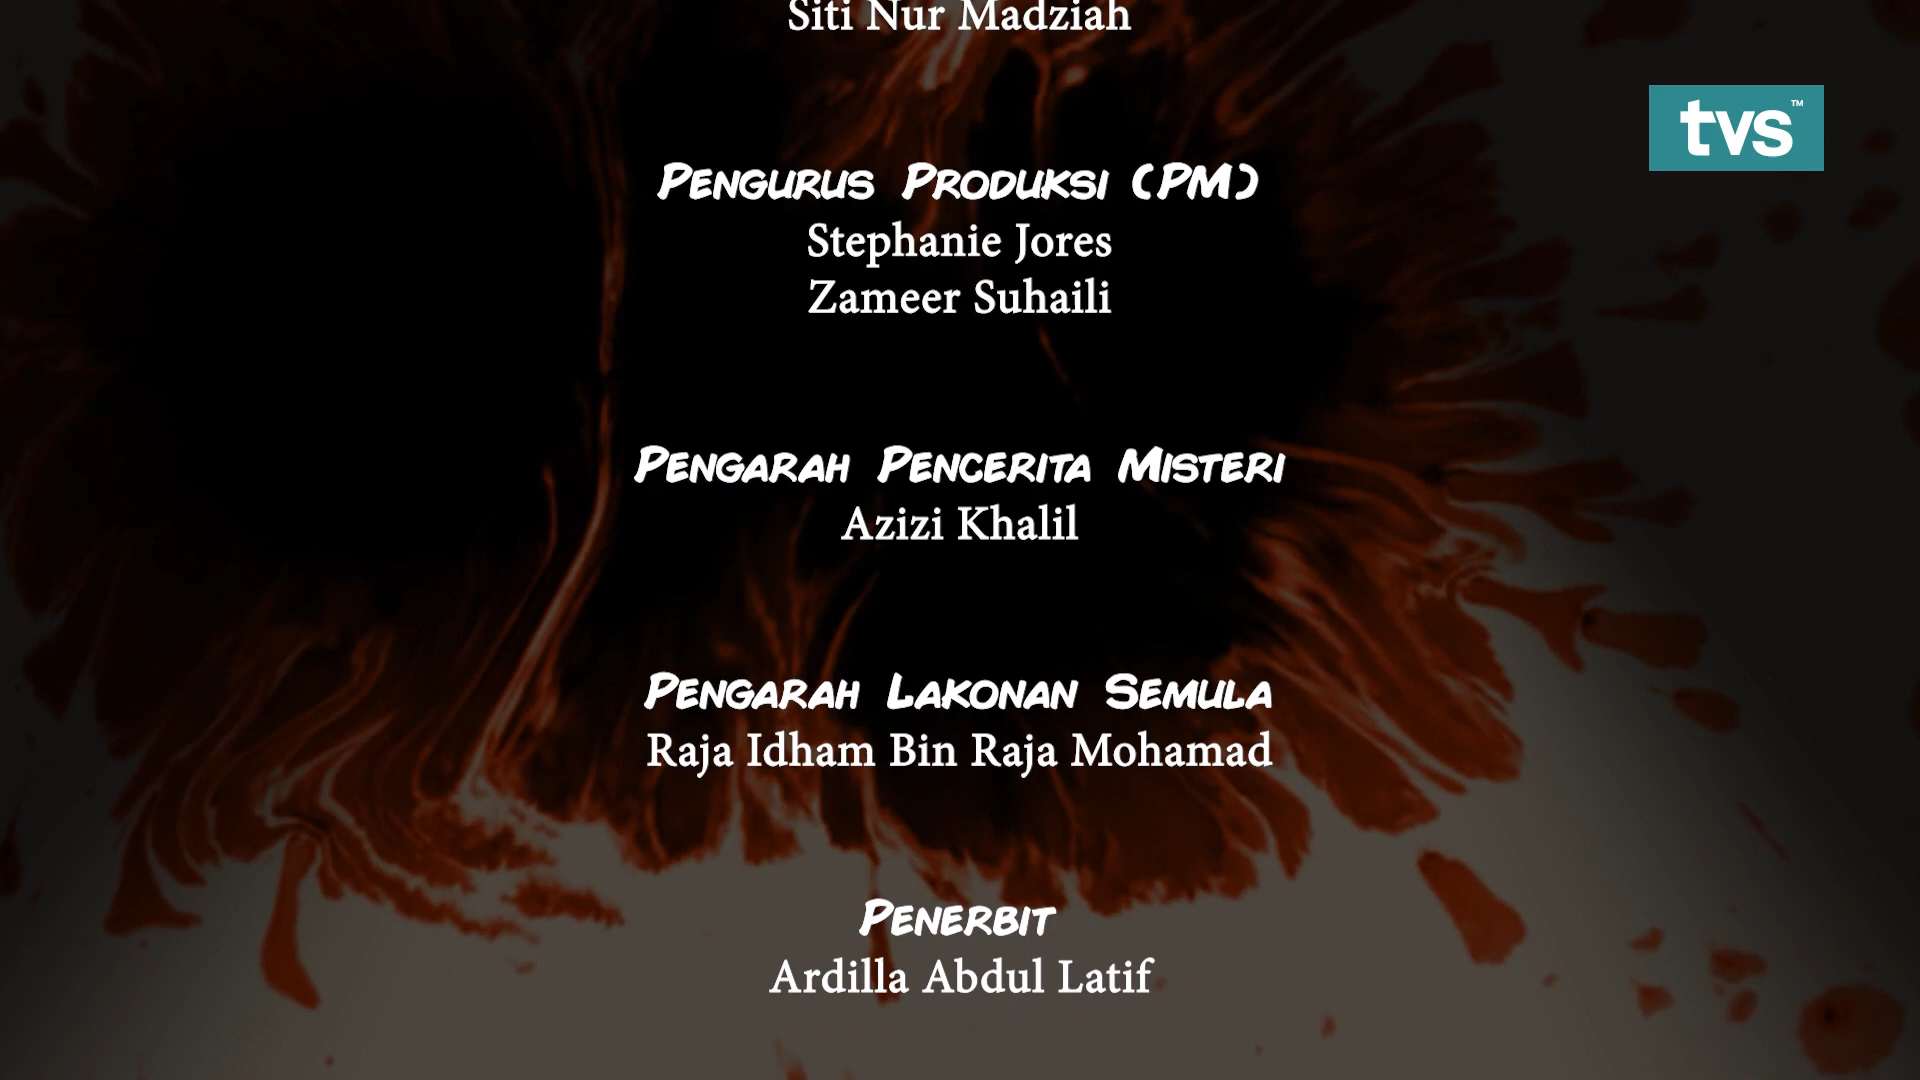 Siti Nur Madziah
tvs™
Pengurus Produksi (PM)
Stephanie Jores
Zameer Suhaili
Pengarah Pencerita Misteri
Azizi Khalil
Pengarah Lakonan Semula
Raja Idham Bin Raja Mohamad
Penerbit
Ardilla Abdul Latif